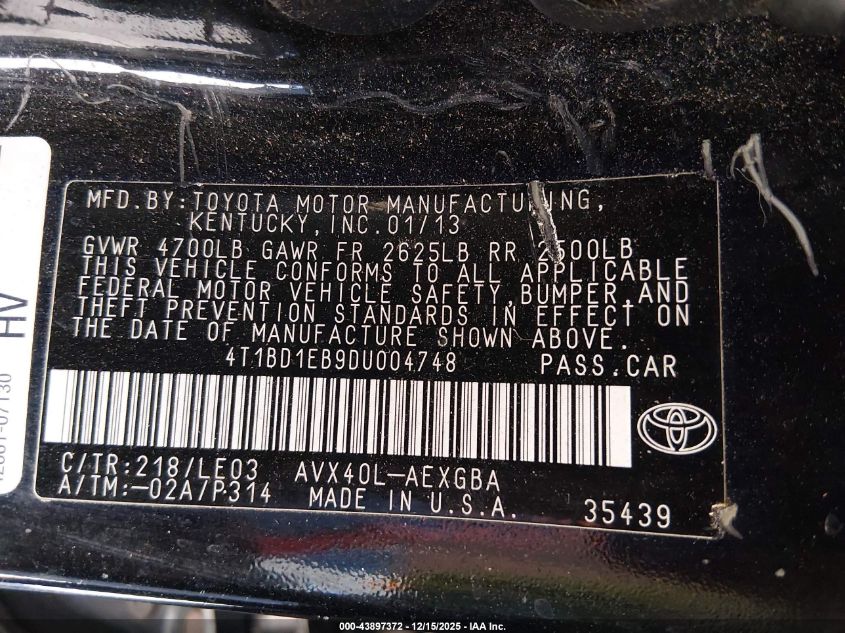 MFD.BY:TOYOTA MOTOR MANUFACTURING,
KENTUCKY,INC.01/13
GVWR 4700LB GAWR FR 2625LB RR 2500LB
THIS VEHICLE CONFORMS TO ALL APPLICABLE
FEDERAL MOTOR VEHICLE SAFETY,BUMPER,AND
THEFT PREVENTION STANDARDS IN EFFECT ON
THE DATE OF MANUFACTURE SHOWN ABOVE.
4T1BD1EB9DU004748 PASS.CAR
C/TR:218/LE03 AVX40L-AEXGBA
A/TM:-02A/P314 MADE IN U.S.A. 35439
HV
000-43897372 - 12/15/2025 - IAA Inc.